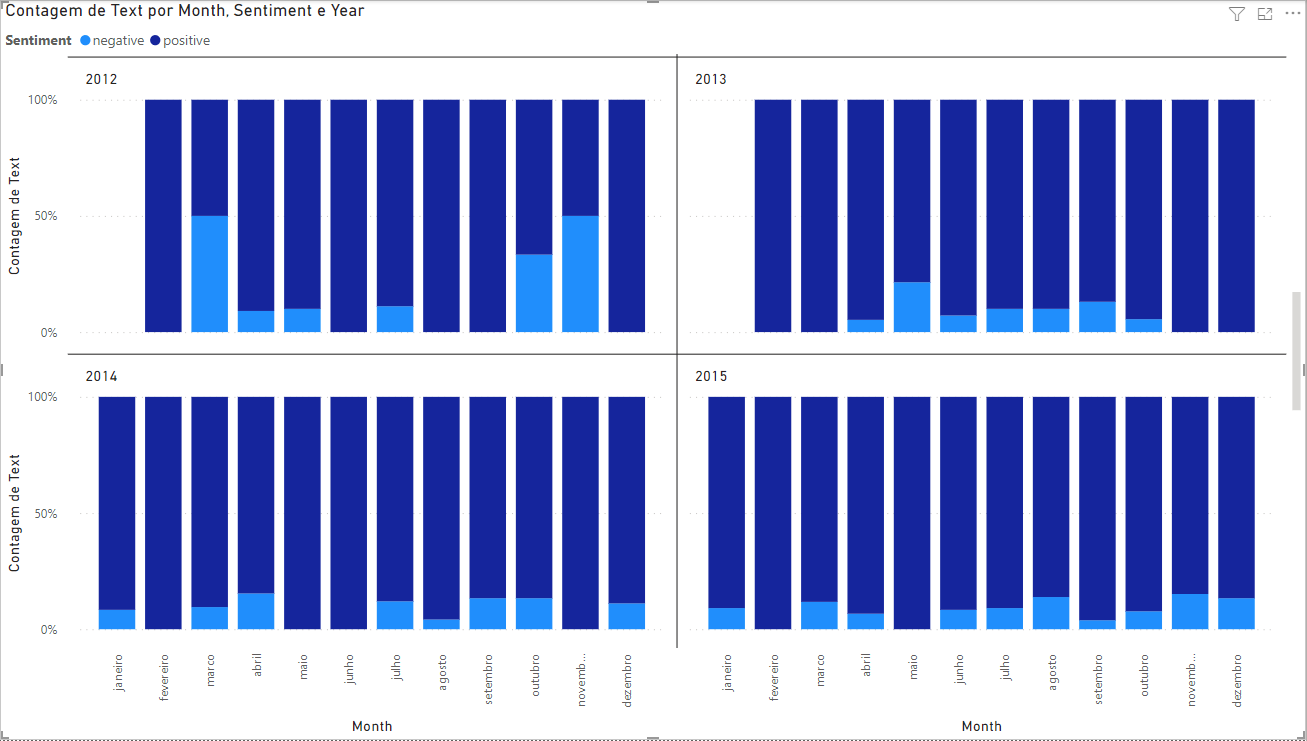 Contagem de Text por Month, Sentiment e Year
Sentiment negative positive
2012
2013
100%
50%
0%
Contagem de Text
2014
2015
100%
50%
0%
Contagem de Text
janeiro fevereiro marco abril maio junho julho agosto setembro outubro novemb... dezembro
janeiro fevereiro marco abril maio junho julho agosto setembro outubro novemb... dezembro
Month
Month